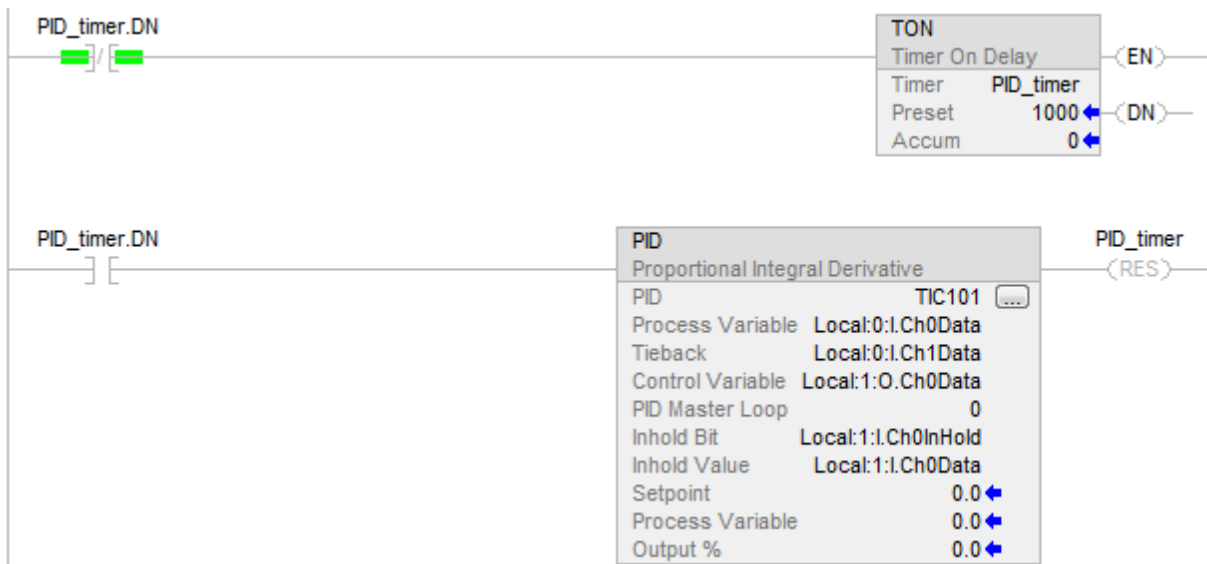 PID_timer.DN
TON
Timer On Delay
EN
Timer PID_timer
Preset 1000
DN
Accum 0
PID_timer.DN
PID
Proportional Integral Derivative
PID_timer
RES
PID TIC101 ...
Process Variable Local:0:I.Ch0Data
Tieback Local:0:I.Ch1Data
Control Variable Local:1:O.Ch0Data
PID Master Loop 0
Inhold Bit Local:1:I.Ch0InHold
Inhold Value Local:1:I.Ch0Data
Setpoint 0.0
Process Variable 0.0
Output % 0.0